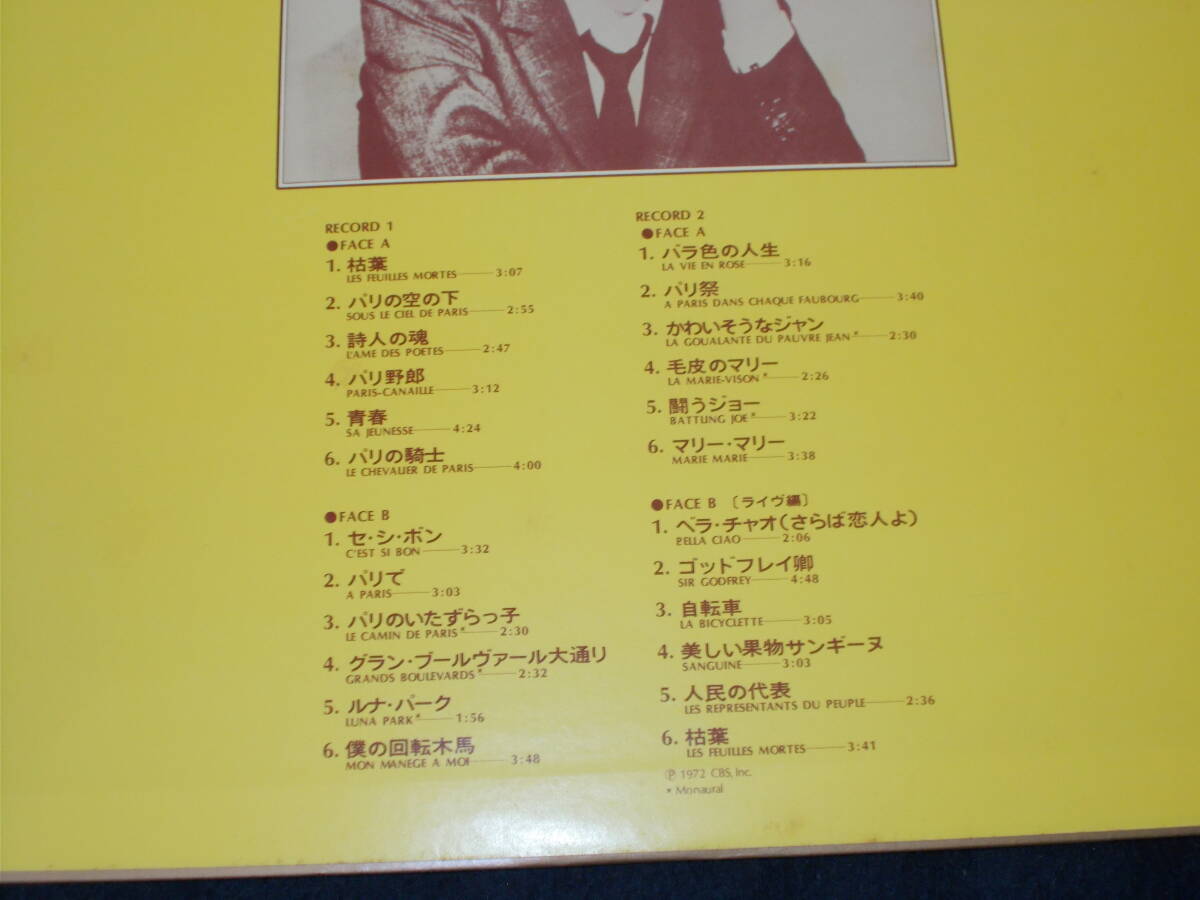 RECORD 1
●FACE A
1. 枯葉
LES FEUILLES MORTES 3:07
2. パリの空の下
SOUS LE CIEL DE PARIS 2:55
3. 詩人の魂
L'AME DES POETES 2:47
4. パリ野郎
PARIS-CANAILLE 3:12
5. 青春
SA JEUNESSE 4:24
6. パリの騎士
LE CHEVALIER DE PARIS 4:00
●FACE B
1. セ・シ・ボン
C'EST SI BON 3:32
2. パリで
A PARIS 3:03
3. パリのいたずらっ子
LE CAMIN DE PARIS* 2:30
4. グラン・ブールヴァール大通り
GRANDS BOULEVARDS* 2:32
5. ルナ・パーク
LUNA PARK* 1:56
6. 僕の回転木馬
MON MANEGE A MOI 3:48
RECORD 2
●FACE A
1. バラ色の人生
LA VIE EN ROSE 3:16
2. パリ祭
A PARIS DANS CHAQUE FAUBOURG 3:40
3. かわいそうなジャン
LA GOUALANTE DU PAUVRE JEAN* 2:30
4. 毛皮のマリー
LA MARIE-VISON* 2:26
5. 闘うジョー
BATTLING JOE* 3:22
6. マリー・マリー
MARIE MARIE 3:38
●FACE B 〔ライヴ編〕
1. ベラ・チャオ(さらば恋人よ)
BELLA CIAO 2:06
2. ゴッドフレイ卿
SIR GODFREY 4:48
3. 自転車
LA BICYCLETTE 3:05
4. 美しい果物サンギーヌ
SANGUINE 3:03
5. 人民の代表
LES REPRESENTANTS DU PEUPLE 2:36
6. 枯葉
LES FEUILLES MORTES 3:41
Ⓟ 1972 CBS, Inc.
* Monaural